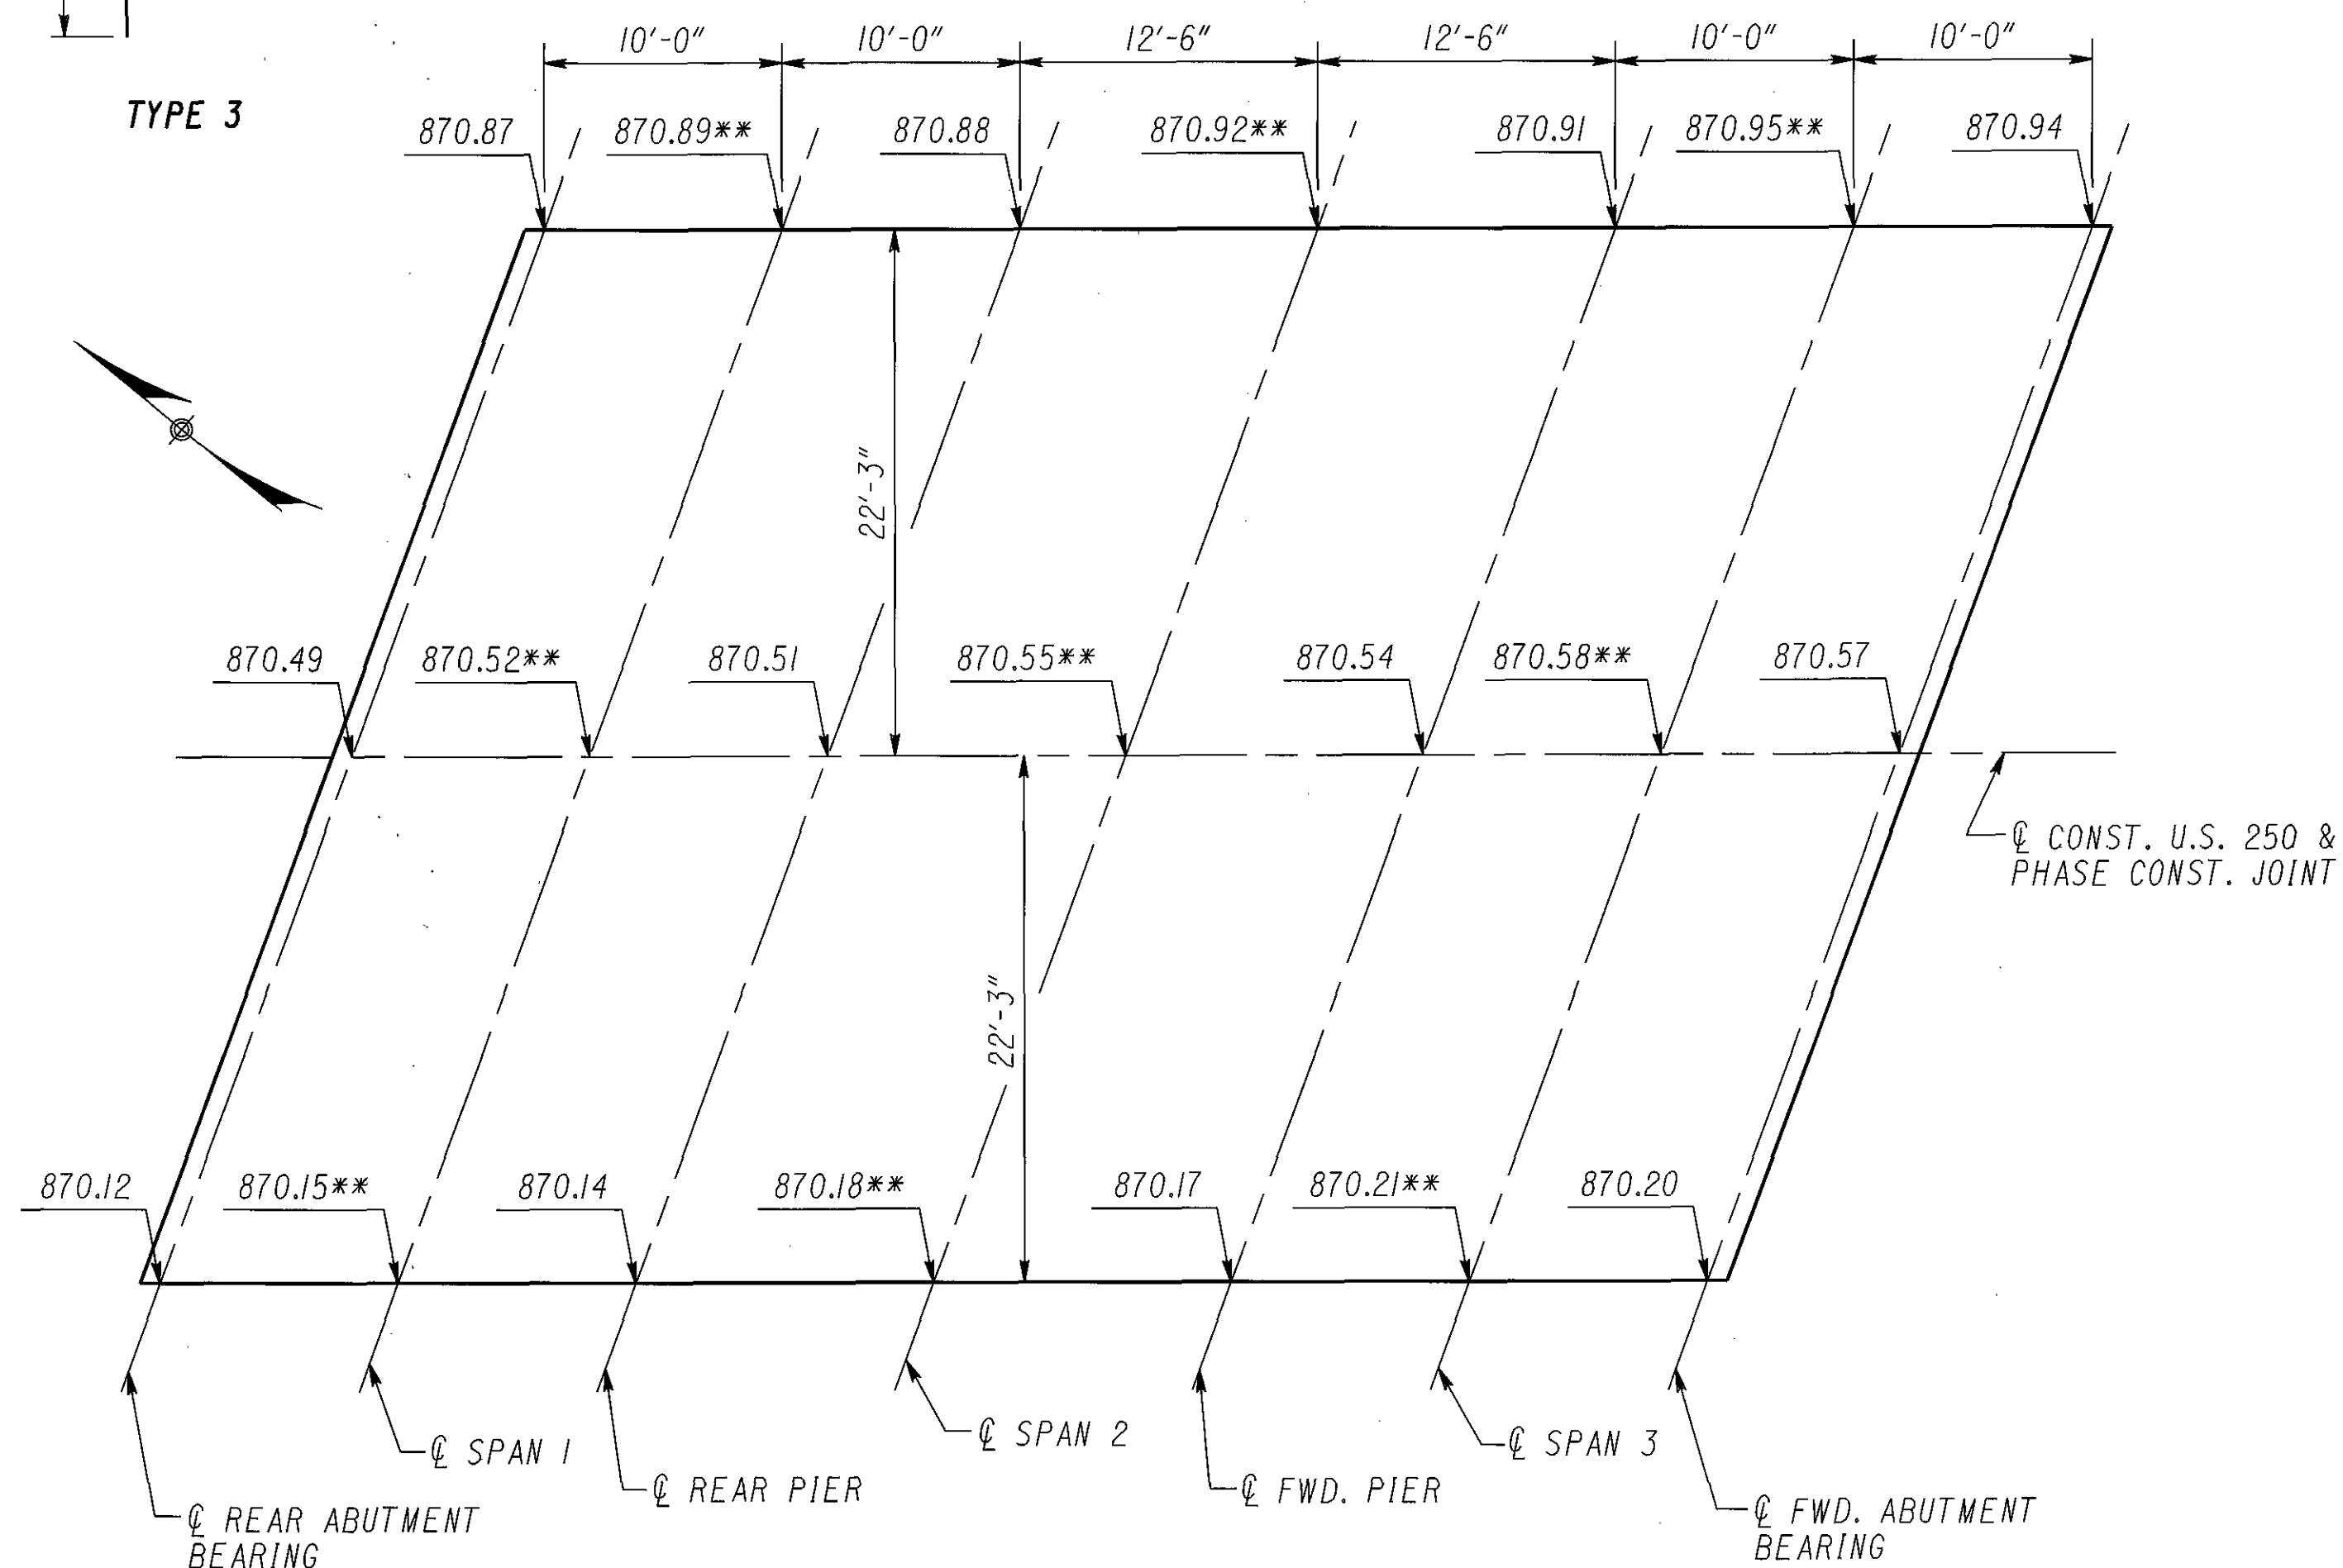 10'-0" 10'-0" 12'-6" 12'-6" 10'-0" 10'-0"
TYPE 3
870.87 870.89** 870.88 870.92** 870.91 870.95** 870.94
22'-3"
870.49 870.52** 870.51 870.55** 870.54 870.58** 870.57
℄ CONST. U.S. 250 &
PHASE CONST. JOINT
22'-3"
870.12 870.15** 870.14 870.18** 870.17 870.21** 870.20
℄ SPAN 1
℄ SPAN 2
℄ SPAN 3
℄ REAR PIER
℄ FWD. PIER
℄ REAR ABUTMENT
BEARING
℄ FWD. ABUTMENT
BEARING